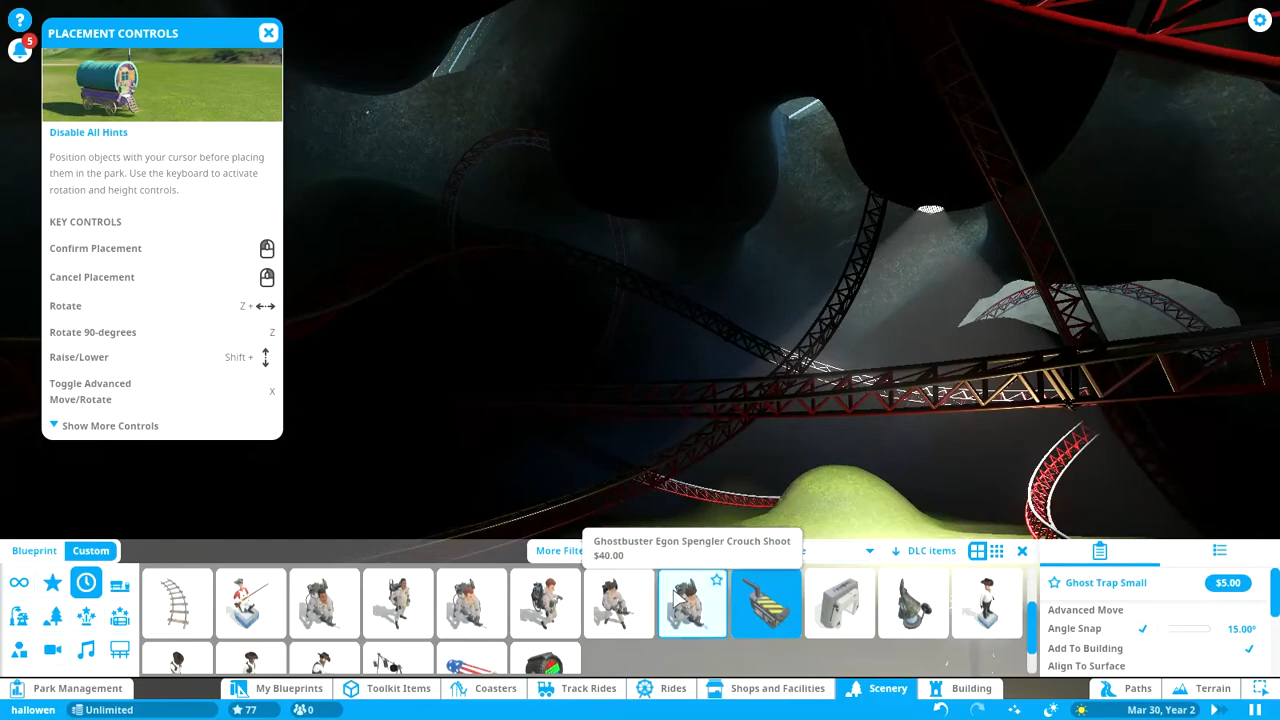 ?
5
PLACEMENT CONTROLS
Disable All Hints
Position objects with your cursor before placing
them in the park. Use the keyboard to activate
rotation and height controls.
KEY CONTROLS
Confirm Placement
Cancel Placement
Rotate Z +
Rotate 90-degrees Z
Raise/Lower Shift +
Toggle Advanced
Move/Rotate X
Show More Controls
Ghostbuster Egon Spengler Crouch Shoot
$40.00
Blueprint Custom More Filte e DLC items
Ghost Trap Small $5.00
Advanced Move
Angle Snap 15.00°
Add To Building
Align To Surface
Park Management My Blueprints Toolkit Items Coasters Track Rides Rides Shops and Facilities Scenery Building Paths Terrain
hallowen Unlimited 77 0 Mar 30, Year 2